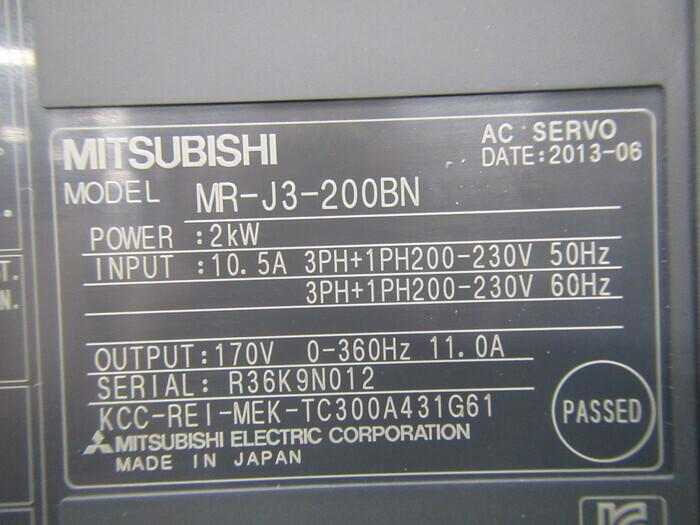 MITSUBISHI
AC SERVO
DATE:2013-06
MODEL MR-J3-200BN
POWER :2kW
INPUT :10.5A 3PH+1PH200-230V 50Hz
3PH+1PH200-230V 60Hz
OUTPUT:170V 0-360Hz 11.0A
SERIAL: R36K9N012
KCC-REI-MEK-TC300A431G61
PASSED
MITSUBISHI ELECTRIC CORPORATION
MADE IN JAPAN
T.
N.